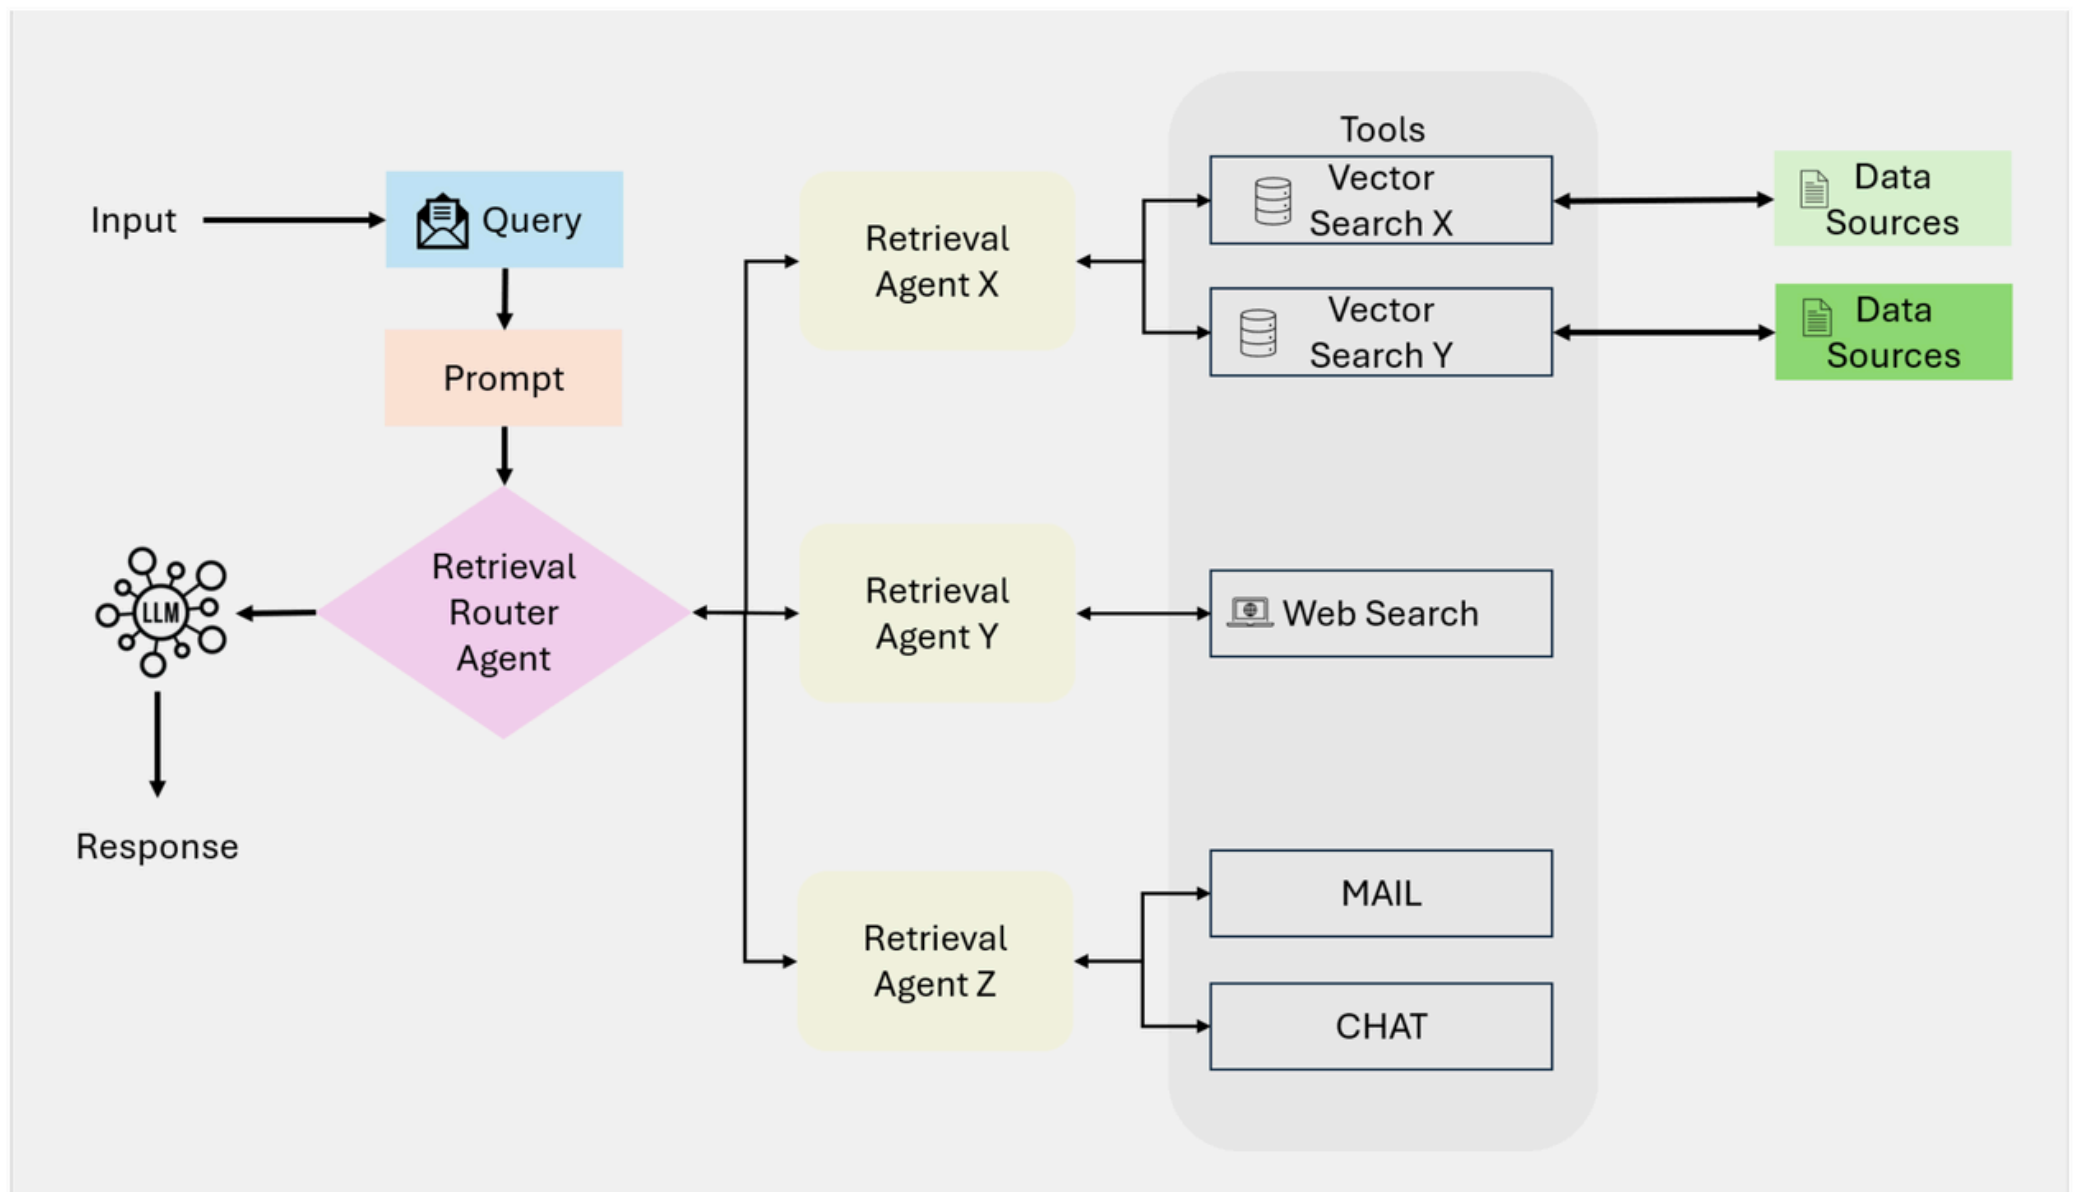 Input
Query
Prompt
Retrieval
Router
Agent
LLM
Response
Retrieval
Agent X
Retrieval
Agent Y
Retrieval
Agent Z
Tools
Vector
Search X
Vector
Search Y
Web Search
MAIL
CHAT
Data
Sources
Data
Sources